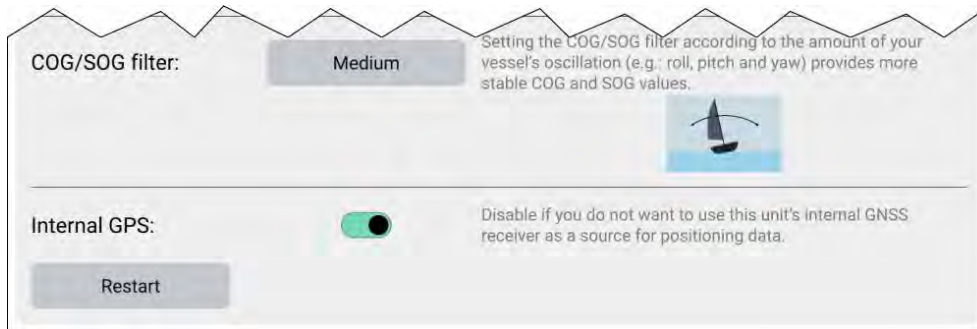 COG/SOG filter:
Medium
Setting the COG/SOG filter according to the amount of your
vessel's oscillation (e.g.: roll, pitch and yaw) provides more
stable COG and SOG values.
Internal GPS:
Disable if you do not want to use this unit's internal GNSS
receiver as a source for positioning data.
Restart